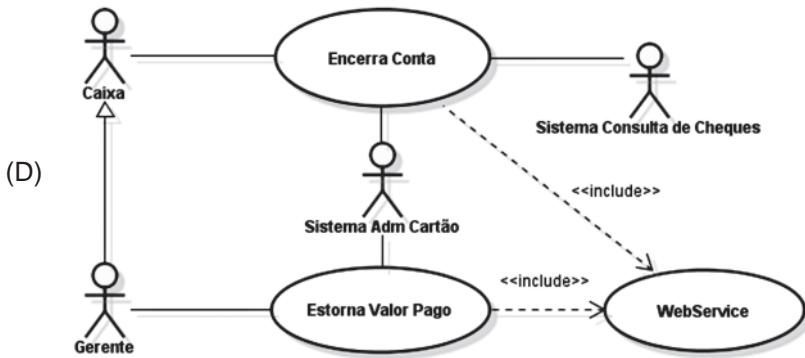 Encerra Conta
Caixa
Sistema Consulta de Cheques
(D)
<<include>>
Sistema Adm Cartão
<<include>>
Estorna Valor Pago
WebService
Gerente